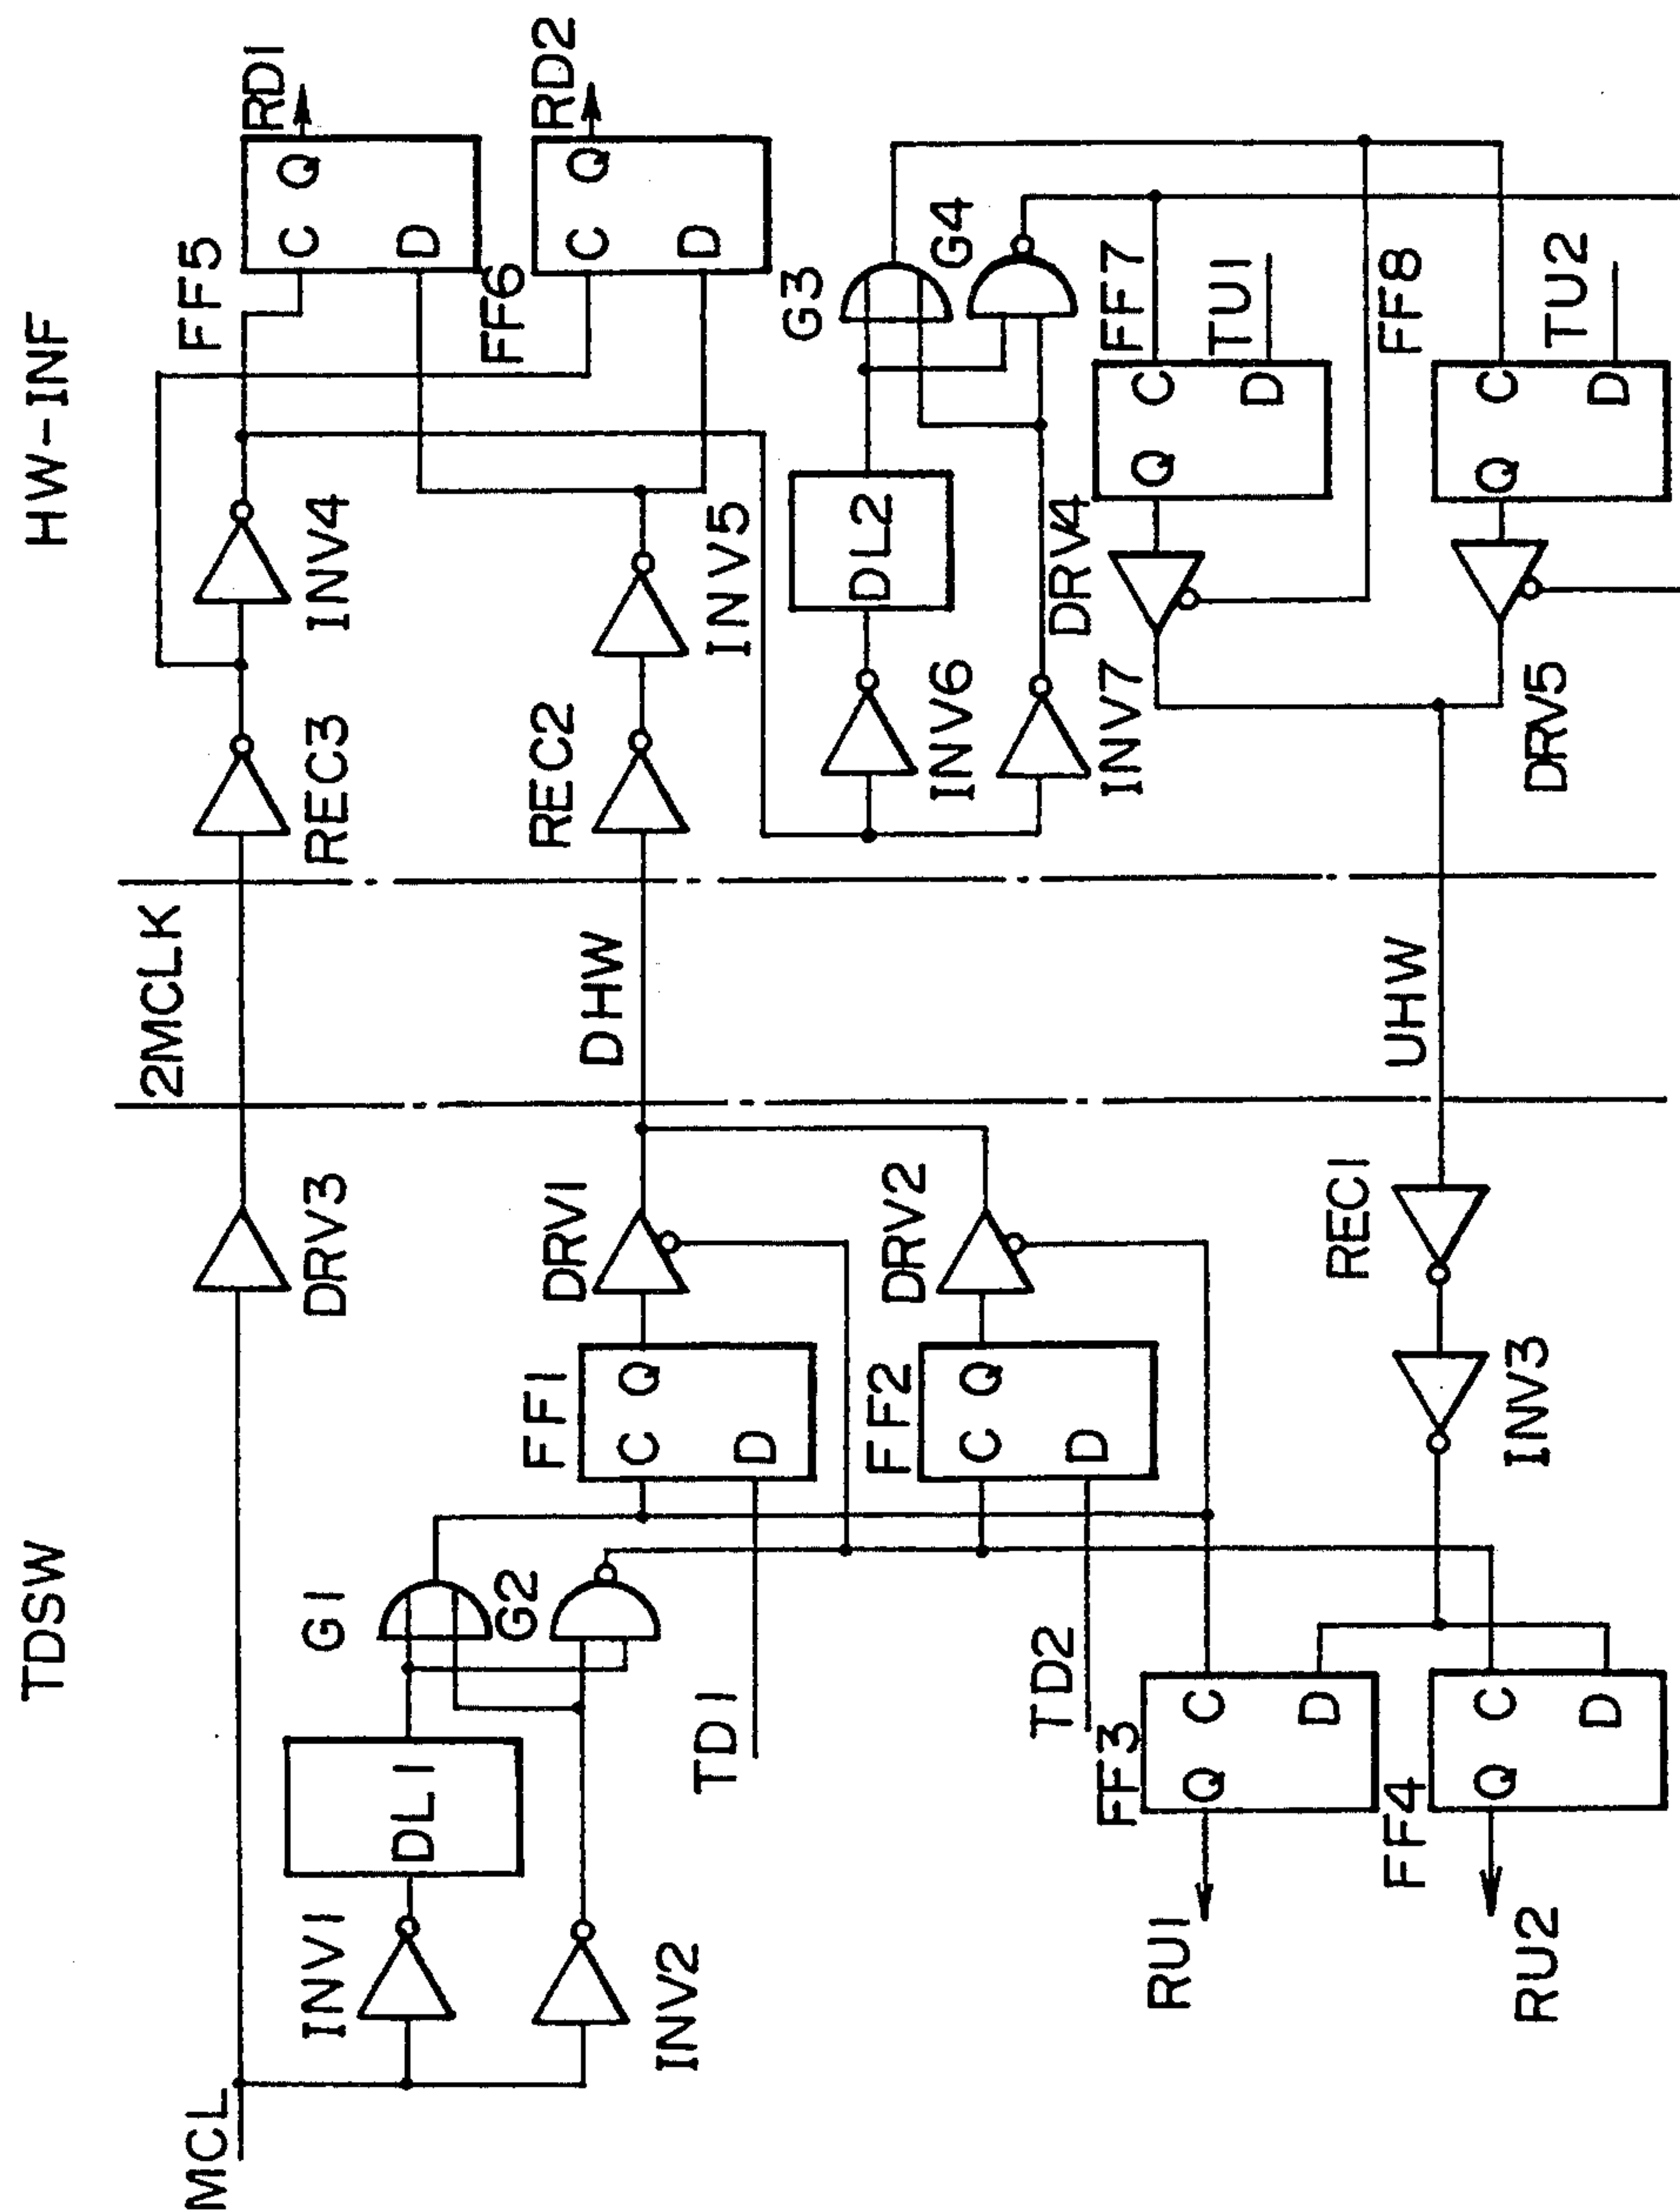 TDSW
HW-INF
MCL
2MCLK
FF5
RD1
C
Q
D
DRV3
REC3
INV4
INV1
DL1
G1
G2
INV2
FF1
C
Q
D
DRV1
DHW
REC2
INV5
FF6
RD2
C
Q
D
TD1
FF2
C
Q
D
DRV2
TD2
INV6
DL2
G3
G4
INV7
DRV4
FF7
Q
C
D
TU1
RU1
FF3
Q
C
D
UHW
REC1
INV3
FF4
Q
C
D
RU2
DRV5
FF8
Q
C
D
TU2